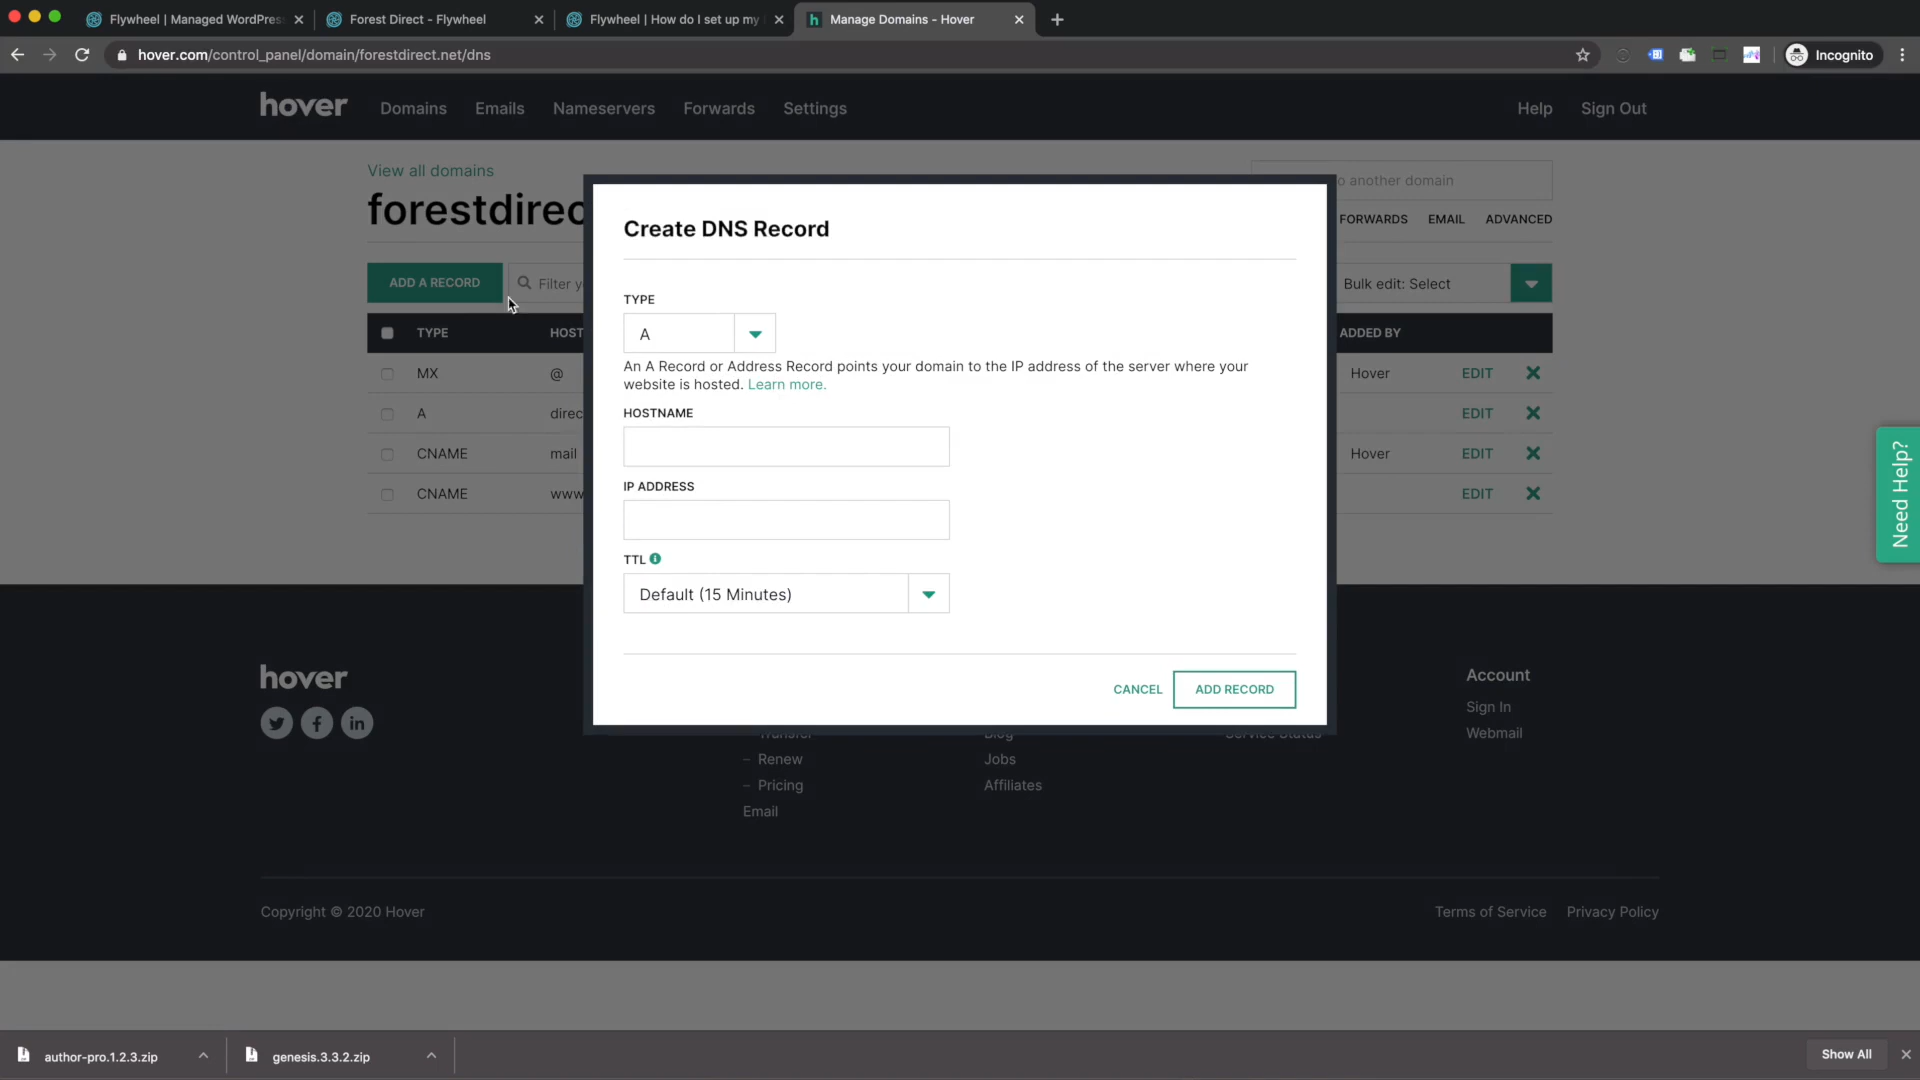 Flywheel | Managed WordPres
Forest Direct - Flywheel
Flywheel | How do I set up my
Manage Domains - Hover
hover.com/control_panel/domain/forestdirect.net/dns
Incognito
hover
Domains
Emails
Nameservers
Forwards
Settings
Help
Sign Out
View all domains
o another domain
forestdirec
FORWARDS
EMAIL
ADVANCED
ADD A RECORD
Filter y
Bulk edit: Select
TYPE
HOST
ADDED BY
MX
@
Hover
EDIT
A
direc
EDIT
CNAME
mail
Hover
EDIT
CNAME
www
EDIT
Create DNS Record
TYPE
A
An A Record or Address Record points your domain to the IP address of the server where your
website is hosted. Learn more.
HOSTNAME
IP ADDRESS
TTL
Default (15 Minutes)
CANCEL
ADD RECORD
Need Help?
hover
Transfer
– Renew
– Pricing
Email
Blog
Jobs
Affiliates
Service Status
Account
Sign In
Webmail
Copyright © 2020 Hover
Terms of Service
Privacy Policy
author-pro.1.2.3.zip
genesis.3.3.2.zip
Show All